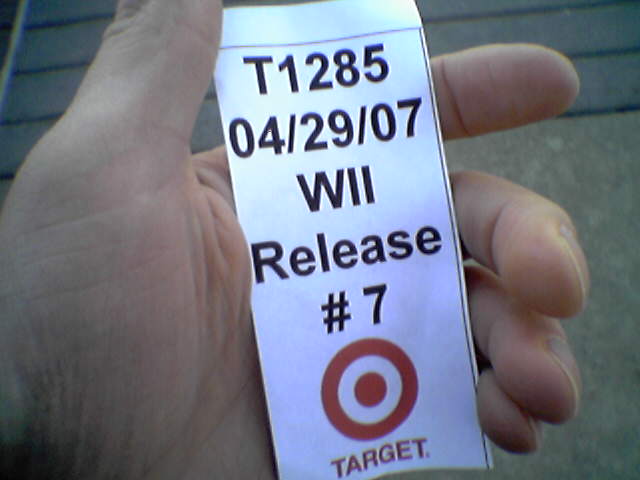 T1285
04/29/07
WII
Release
# 7
TARGET.